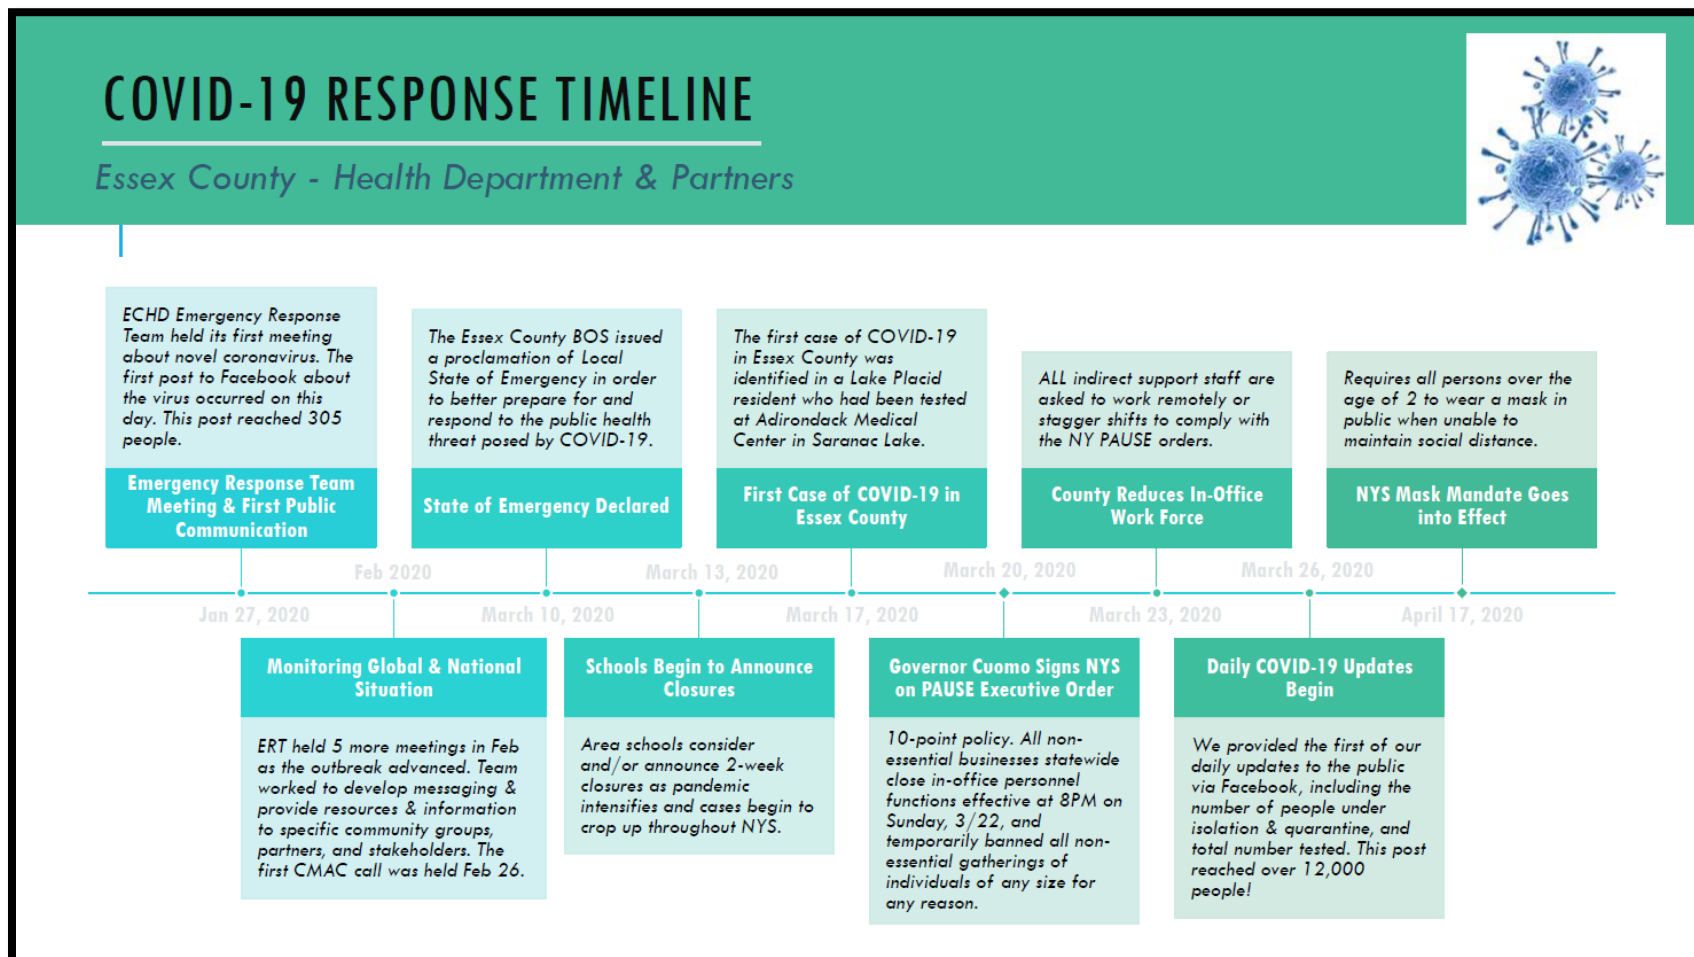 COVID-19 RESPONSE TIMELINE
Essex County - Health Department & Partners
ECHD Emergency Response
Team held its first meeting
about novel coronavirus. The
first post to Facebook about
the virus occurred on this
day. This post reached 305
people.
Emergency Response Team
Meeting & First Public
Communication
Jan 27, 2020
Feb 2020
Monitoring Global & National
Situation
ERT held 5 more meetings in Feb
as the outbreak advanced. Team
worked to develop messaging &
provide resources & information
to specific community groups,
partners, and stakeholders. The
first CMAC call was held Feb 26.
The Essex County BOS issued
a proclamation of Local
State of Emergency in order
to better prepare for and
respond to the public health
threat posed by COVID-19.
State of Emergency Declared
March 10, 2020
March 13, 2020
Schools Begin to Announce
Closures
Area schools consider
and/or announce 2-week
closures as pandemic
intensifies and cases begin to
crop up throughout NYS.
The first case of COVID-19
in Essex County was
identified in a Lake Placid
resident who had been tested
at Adirondack Medical
Center in Saranac Lake.
First Case of COVID-19 in
Essex County
March 17, 2020
March 20, 2020
Governor Cuomo Signs NYS
on PAUSE Executive Order
10-point policy. All non-
essential businesses statewide
close in-office personnel
functions effective at 8PM on
Sunday, 3/22, and
temporarily banned all non-
essential gatherings of
individuals of any size for
any reason.
ALL indirect support staff are
asked to work remotely or
stagger shifts to comply with
the NY PAUSE orders.
County Reduces In-Office
Work Force
March 23, 2020
March 26, 2020
Daily COVID-19 Updates
Begin
We provided the first of our
daily updates to the public
via Facebook, including the
number of people under
isolation & quarantine, and
total number tested. This post
reached over 12,000
people!
Requires all persons over the
age of 2 to wear a mask in
public when unable to
maintain social distance.
NYS Mask Mandate Goes
into Effect
April 17, 2020